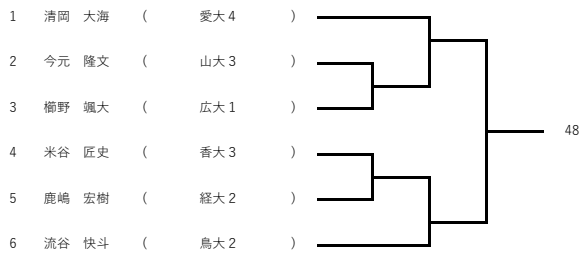 1 清岡 大海 ( 愛大４ )
2 今元 隆文 ( 山大３ )
3 櫛野 颯大 ( 広大１ )
4 米谷 匠史 ( 香大３ )
48
5 鹿嶋 宏樹 ( 経大２ )
6 流谷 快斗 ( 鳥大２ )